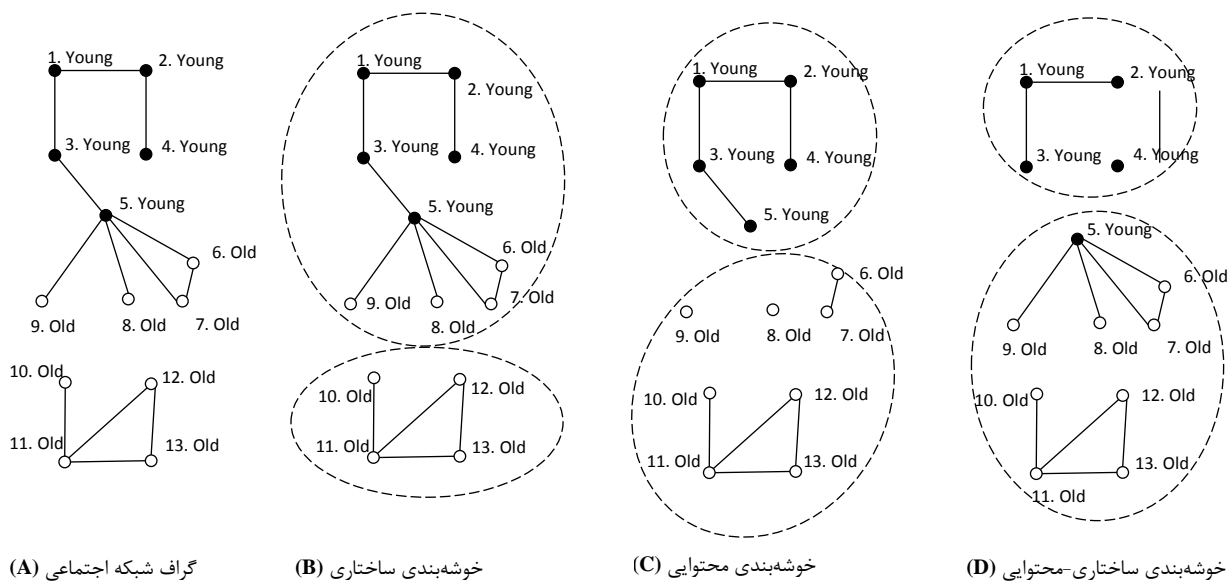 1. Young
2. Young
3. Young
4. Young
5. Young
6. Old
7. Old
8. Old
9. Old
10. Old
11. Old
12. Old
13. Old
(A) گراف شبکه اجتماعی
1. Young
2. Young
3. Young
4. Young
5. Young
6. Old
7. Old
8. Old
9. Old
10. Old
11. Old
12. Old
13. Old
(B) خوشه‌بندی ساختاری
1. Young
2. Young
3. Young
4. Young
5. Young
6. Old
7. Old
8. Old
9. Old
10. Old
11. Old
12. Old
13. Old
(C) خوشه‌بندی محتوایی
1. Young
2. Young
3. Young
4. Young
5. Young
6. Old
7. Old
8. Old
9. Old
10. Old
11. Old
12. Old
13. Old
(D) خوشه‌بندی ساختاری-محتوایی